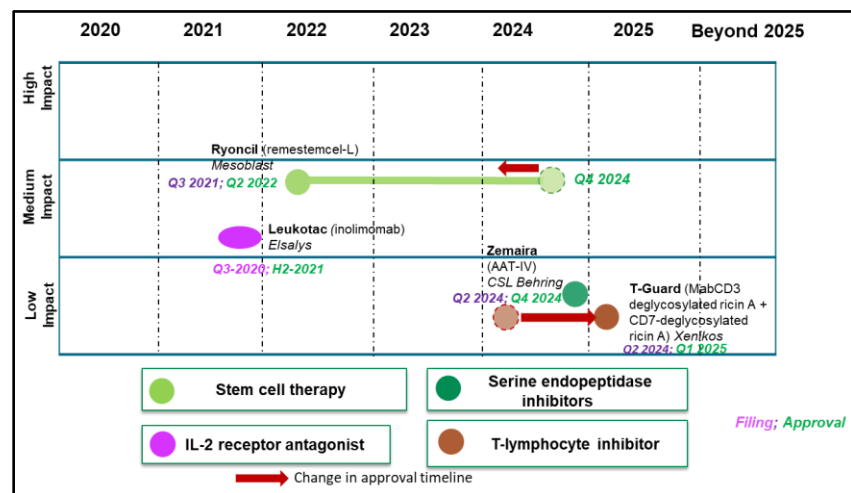 2020 2021 2022 2023 2024 2025 Beyond 2025
High Impact
Ryoncil (remestemcel-L)
Mesoblast
Medium Impact
Q3 2021; Q2 2022
Q4 2024
Leukotac (inolimomab)
Elsalys
Q3-2020; H2-2021
Low Impact
Zemaira
(AAT-IV)
CSL Behring
Q2 2024; Q4 2024
T-Guard (MabCD3
deglycosylated ricin A +
CD7-deglycosylated
ricin A) Xenikos
Q2 2024; Q1 2025
Stem cell therapy
Serine endopeptidase
inhibitors
IL-2 receptor antagonist
T-lymphocyte inhibitor
Filing; Approval
Change in approval timeline